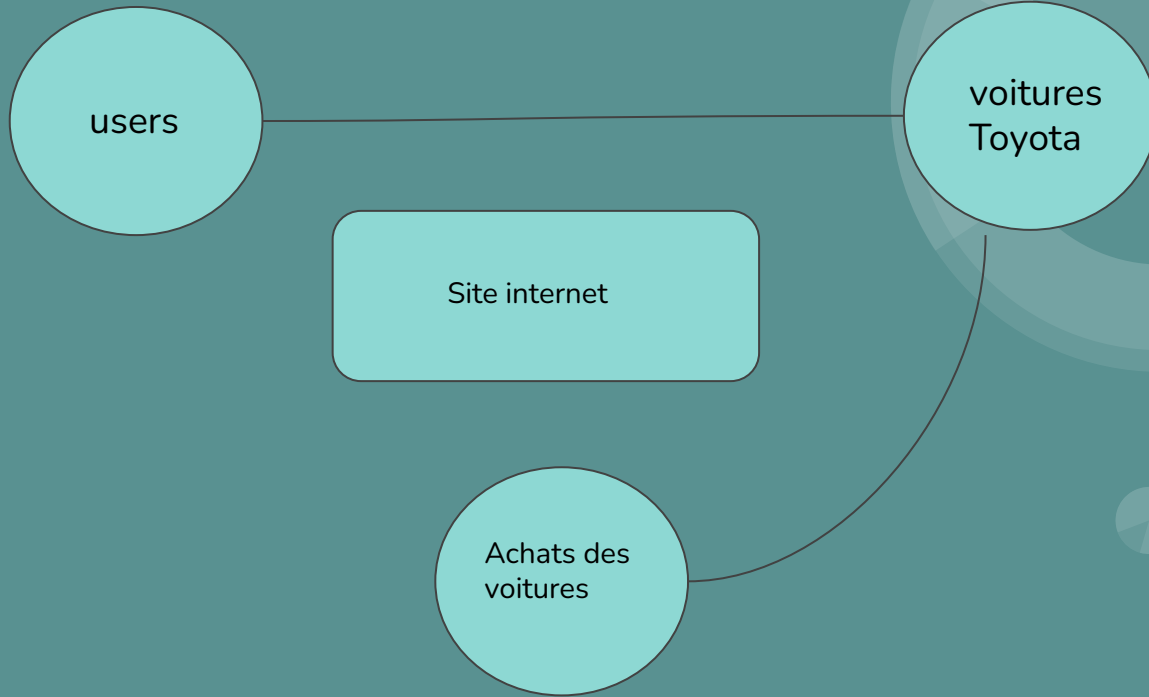 users
voitures
Toyota
Site internet
Achats des
voitures